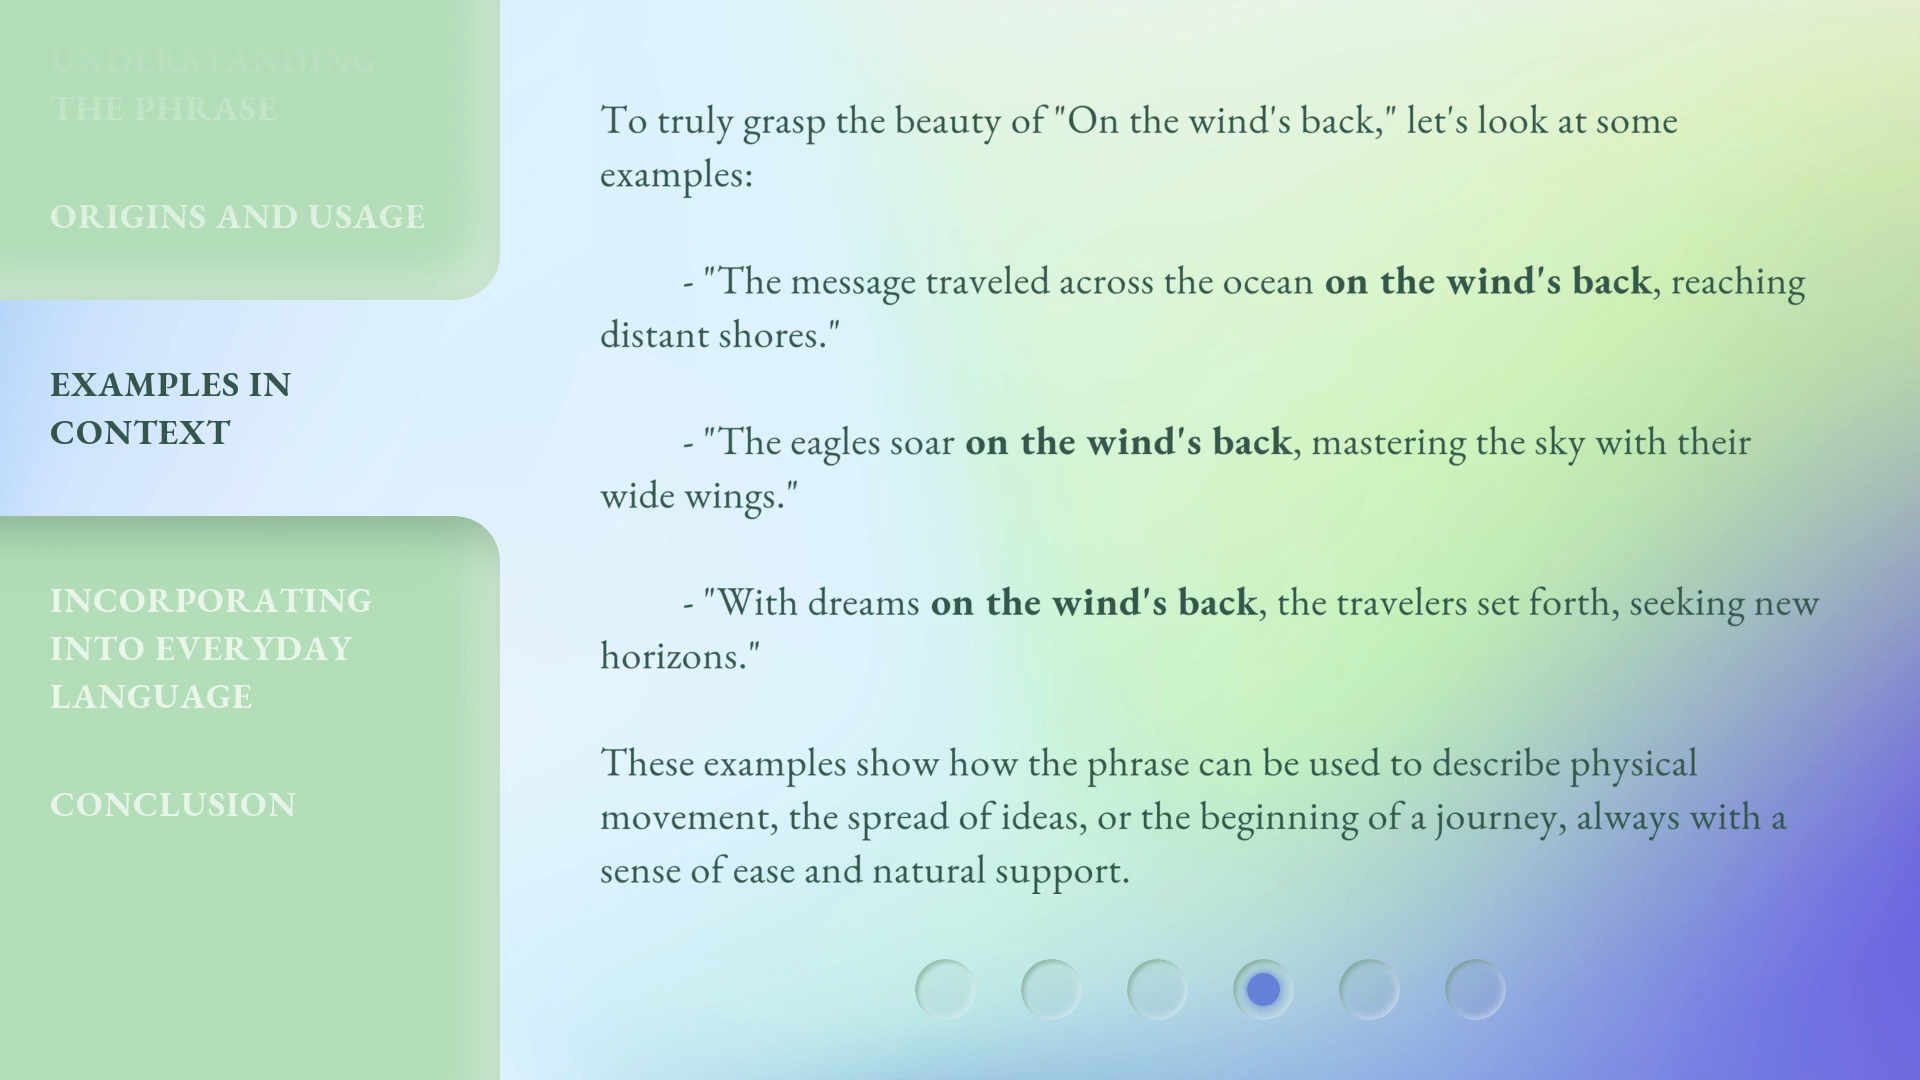 UNDERSTANDING
THE PHRASE
ORIGINS AND USAGE
EXAMPLES IN
CONTEXT
INCORPORATING
INTO EVERYDAY
LANGUAGE
CONCLUSION
To truly grasp the beauty of "On the wind's back," let's look at some
examples:
- "The message traveled across the ocean on the wind's back, reaching
distant shores."
- "The eagles soar on the wind's back, mastering the sky with their
wide wings."
- "With dreams on the wind's back, the travelers set forth, seeking new
horizons."
These examples show how the phrase can be used to describe physical
movement, the spread of ideas, or the beginning of a journey, always with a
sense of ease and natural support.